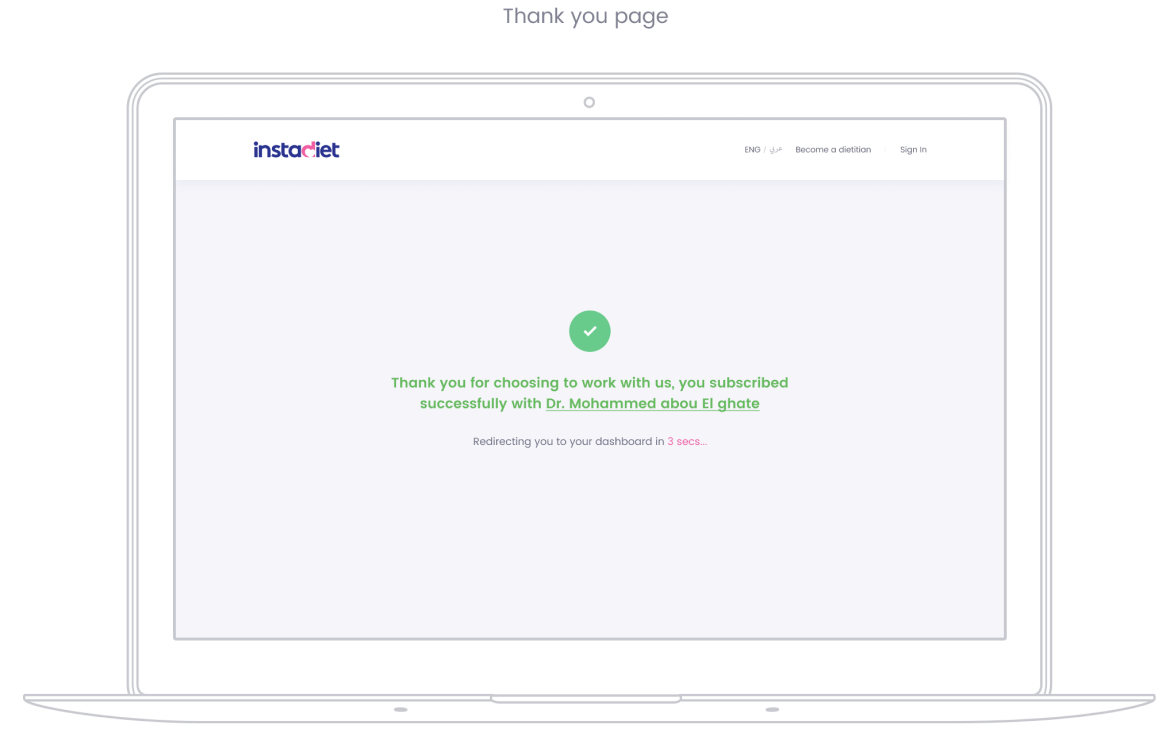 Thank you page
instadiet
ENG / عربي Become a dietitian Sign In
Thank you for choosing to work with us, you subscribed
successfully with Dr. Mohammed abou El ghate
Redirecting you to your dashboard in 3 secs...